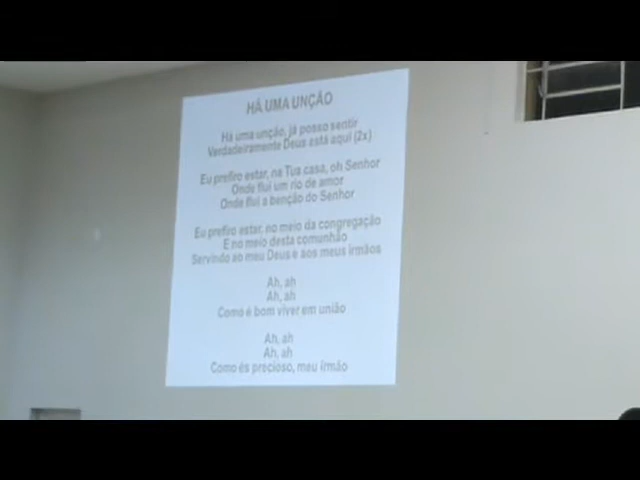 HÁ UMA UNÇÃO
Há uma unção, já posso sentir
Verdadeiramente Deus está aqui (2x)
Eu prefiro estar, na Tua casa, oh Senhor
Onde flui um rio de amor
Onde flui a benção do Senhor
Eu prefiro estar, no meio da congregação
E no meio desta comunhão
Servindo ao meu Deus e aos meus irmãos
Ah, ah
Ah, ah
Como é bom viver em união
Ah, ah
Ah, ah
Como és precioso, meu irmão